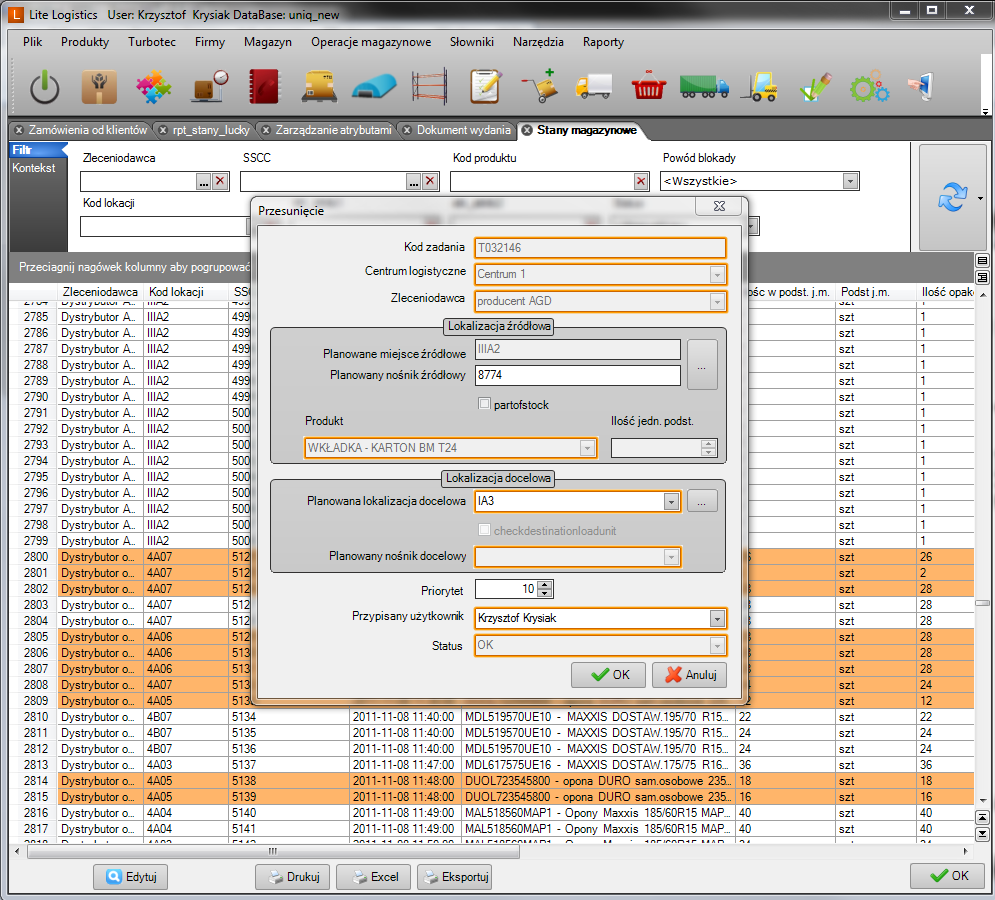 Lite Logistics   User: Krzysztof  Krysiak DataBase: uniq_new
Plik Produkty Turbotec Firmy Magazyn Operacje magazynowe Słowniki Narzędzia Raporty
Zamówienia od klientów rpt_stany_lucky Zarządzanie atrybutami Dokument wydania Stany magazynowe
Filtr
Kontekst
Zleceniodawca SSCC Kod produktu Powód blokady
... ... <Wszystkie>
Kod lokacji
Przeciagnij nagówek kolumny aby pogrupować
Zleceniodawca Kod lokacji w podst. j.m. Podst j.m.
Przesunięcie
Kod zadania T032146
Centrum logistyczne Centrum 1
Zleceniodawca producent AGD
Lokalizacja źródłowa
Planowane miejsce źródłowe IIIA2
...
Planowany nośnik źródłowy 8774
partofstock
Produkt Ilość jedn. podst.
WKŁADKA - KARTON BM T24
Lokalizacja docelowa
Planowana lokalizacja docelowa IA3 ...
checkdestinationloadunit
Planowany nośnik docelowy
Priorytet 10
Przypisany użytkownik Krzysztof Krysiak
Status OK
OK Anuluj
2785 Dystrybutor A.. IIIA2 499 szt 1
2786 Dystrybutor A.. IIIA2 499 szt 1
2787 Dystrybutor A.. IIIA2 499 szt 1
2788 Dystrybutor A.. IIIA2 499 szt 1
2789 Dystrybutor A.. IIIA2 499 szt 1
2790 Dystrybutor A.. IIIA2 499 szt 1
2791 Dystrybutor A.. IIIA2 500 szt 1
2792 Dystrybutor A.. IIIA2 500 szt 1
2793 Dystrybutor A.. IIIA2 500 szt 1
2794 Dystrybutor A.. IIIA2 500 szt 1
2795 Dystrybutor A.. IIIA2 500 szt 1
2796 Dystrybutor A.. IIIA2 500 szt 1
2797 Dystrybutor A.. IIIA2 500 szt 1
2798 Dystrybutor A.. IIIA2 500 szt 1
2799 Dystrybutor A.. IIIA2 500 szt 1
2800 Dystrybutor o... 4A07 512 szt 26
2801 Dystrybutor o... 4A07 512 szt 2
2802 Dystrybutor o... 4A07 512 szt 28
2803 Dystrybutor o... 4A07 512 szt 28
2804 Dystrybutor o... 4A07 512 szt 28
2805 Dystrybutor o... 4A06 512 szt 28
2806 Dystrybutor o... 4A06 513 szt 28
2807 Dystrybutor o... 4A06 513 szt 28
2808 Dystrybutor o... 4A07 513 szt 24
2809 Dystrybutor o... 4A05 513 szt 12
2810 Dystrybutor o... 4B07 5134 2011-11-08 11:40:00 MDL519570UE10 - MAXXIS DOSTAW.195/70 R15... 22 szt 22
2811 Dystrybutor o... 4B07 5135 2011-11-08 11:40:00 MDL519570UE10 - MAXXIS DOSTAW.195/70 R15... 24 szt 24
2812 Dystrybutor o... 4B07 5136 2011-11-08 11:40:00 MDL519570UE10 - MAXXIS DOSTAW.195/70 R15... 24 szt 24
2813 Dystrybutor o... 4A03 5137 2011-11-08 11:47:00 MDL617575UE16 - MAXXIS DOSTAW.175/75 R16... 36 szt 36
2814 Dystrybutor o... 4A05 5138 2011-11-08 11:48:00 DUOL723545800 - opona DURO sam.osobowe 235... 18 szt 18
2815 Dystrybutor o... 4A05 5139 2011-11-08 11:48:00 DUOL723545800 - opona DURO sam.osobowe 235... 16 szt 16
2816 Dystrybutor o... 4A04 5140 2011-11-08 11:49:00 MAL518560MAP1 - Opony Maxxis 185/60R15 MAP... 40 szt 40
2817 Dystrybutor o... 4A04 5141 2011-11-08 11:49:00 MAL518560MAP1 - Opony Maxxis 185/60R15 MAP... 40 szt 40
Edytuj Drukuj Excel Eksportuj OK